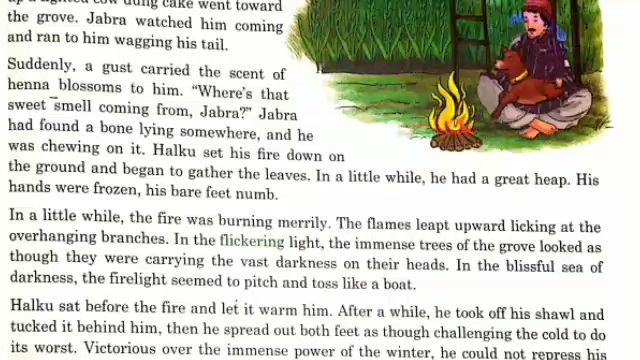 up a lighted cow dung cake went toward
the grove. Jabra watched him coming
and ran to him wagging his tail.
Suddenly, a gust carried the scent of
henna blossoms to him. “Where's that
sweet smell coming from, Jabra?” Jabra
had found a bone lying somewhere, and he
was chewing on it. Halku set his fire down on
the ground and began to gather the leaves. In a little while, he had a great heap. His
hands were frozen, his bare feet numb.
In a little while, the fire was burning merrily. The flames leapt upward licking at the
overhanging branches. In the flickering light, the immense trees of the grove looked as
though they were carrying the vast darkness on their heads. In the blissful sea of
darkness, the firelight seemed to pitch and toss like a boat.
Halku sat before the fire and let it warm him. After a while, he took off his shawl and
tucked it behind him, then he spread out both feet as though challenging the cold to do
its worst. Victorious over the immense power of the winter, he could not repress his